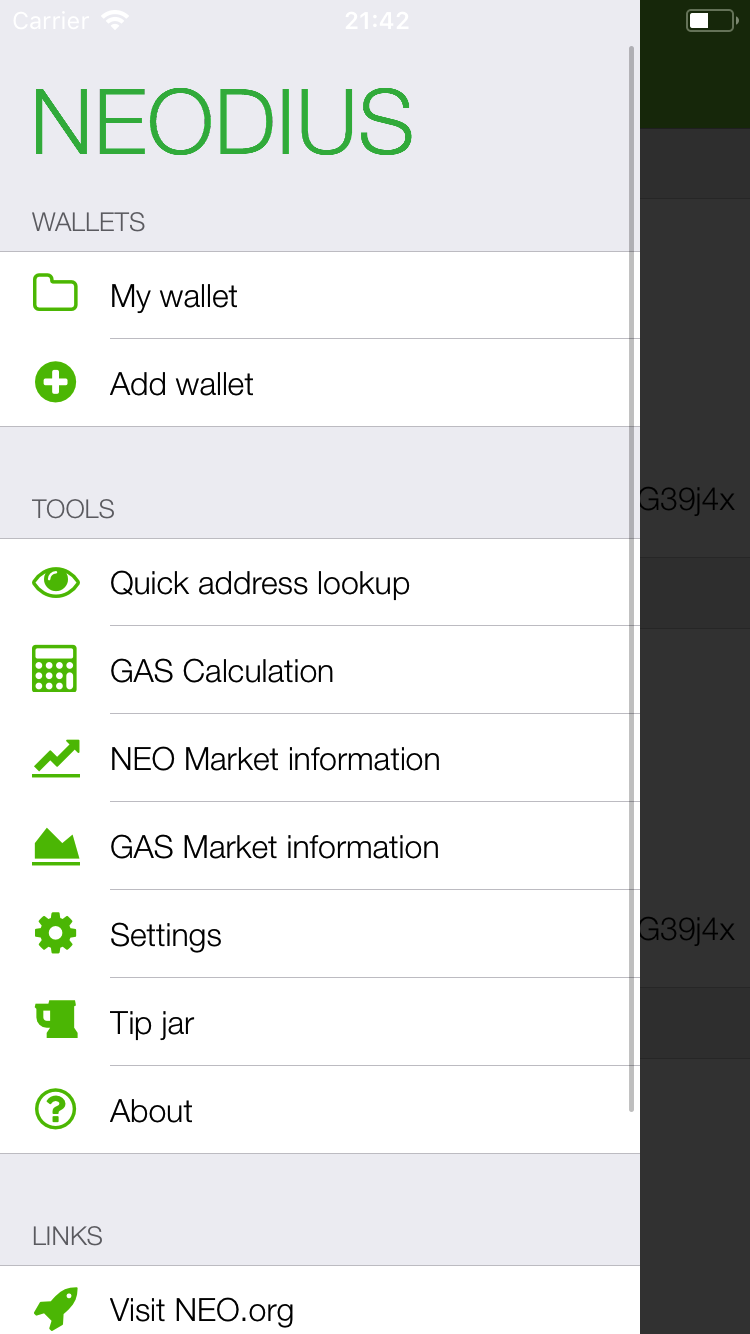 Carrier 21:42
NEODIUS
WALLETS
My wallet
Add wallet
TOOLS
G39j4x
Quick address lookup
GAS Calculation
NEO Market information
GAS Market information
Settings
G39j4x
Tip jar
About
LINKS
Visit NEO.org